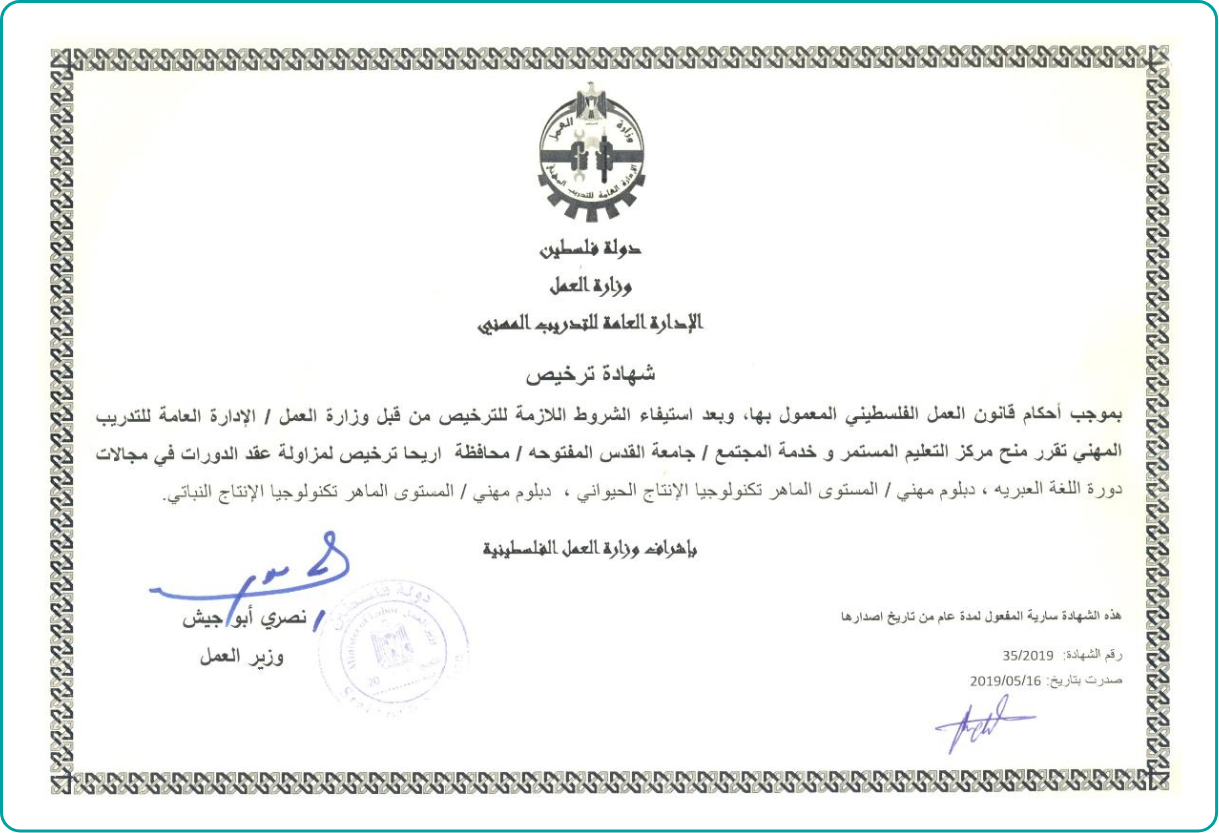 وزارة العمل
الإدارة العامة للتدريب المهني
دولة فلسطين
وزارة العمل
الإدارة العامة للتدريب المهني
شهادة ترخيص
بموجب أحكام قانون العمل الفلسطيني المعمول بها، وبعد استيفاء الشروط اللازمة للترخيص من قبل وزارة العمل / الإدارة العامة للتدريب
المهني تقرر منح مركز التعليم المستمر و خدمة المجتمع / جامعة القدس المفتوحه / محافظة اريحا ترخيص لمزاولة عقد الدورات في مجالات
دورة اللغة العبريه ، دبلوم مهني / المستوى الماهر تكنولوجيا الإنتاج الحيواني ، دبلوم مهني / المستوى الماهر تكنولوجيا الإنتاج النباتي.
بإشراف وزارة العمل الفلسطينية
نصري أبو جيش
وزير العمل
دولة فلسطين
Minister of Labor
وزير العمل
هذه الشهادة سارية المفعول لمدة عام من تاريخ اصدارها
رقم الشهادة: 35/2019
صدرت بتاريخ: 2019/05/16